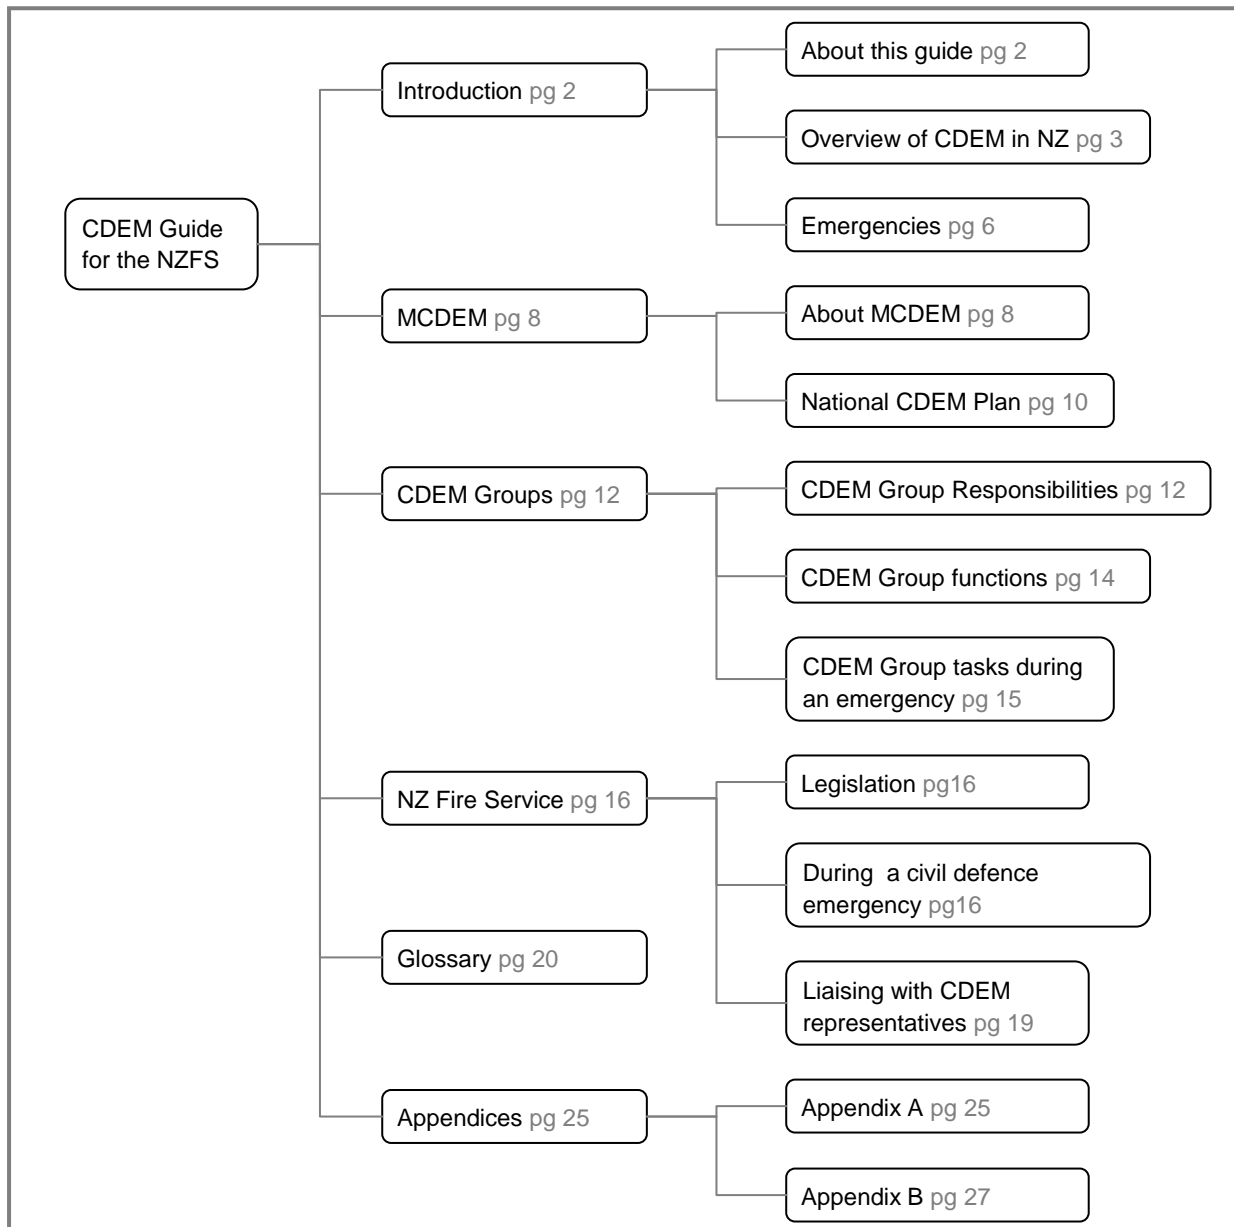 CDEM Guide
for the NZFS
Introduction pg 2
About this guide pg 2
Overview of CDEM in NZ pg 3
Emergencies pg 6
MCDEM pg 8
About MCDEM pg 8
National CDEM Plan pg 10
CDEM Groups pg 12
CDEM Group Responsibilities pg 12
CDEM Group functions pg 14
CDEM Group tasks during
an emergency pg 15
NZ Fire Service pg 16
Legislation pg16
During a civil defence
emergency pg16
Liaising with CDEM
representatives pg 19
Glossary pg 20
Appendices pg 25
Appendix A pg 25
Appendix B pg 27